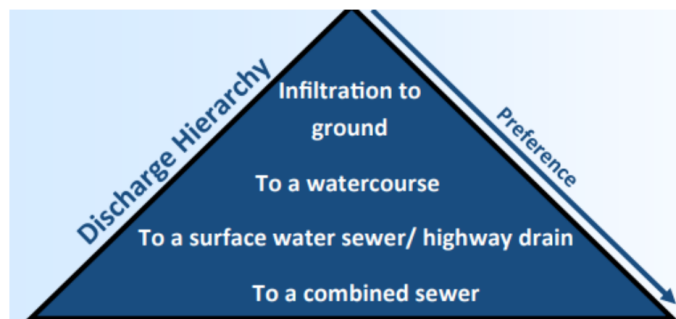 Discharge Hierarchy
Preference
Infiltration to
ground
To a watercourse
To a surface water sewer/ highway drain
To a combined sewer